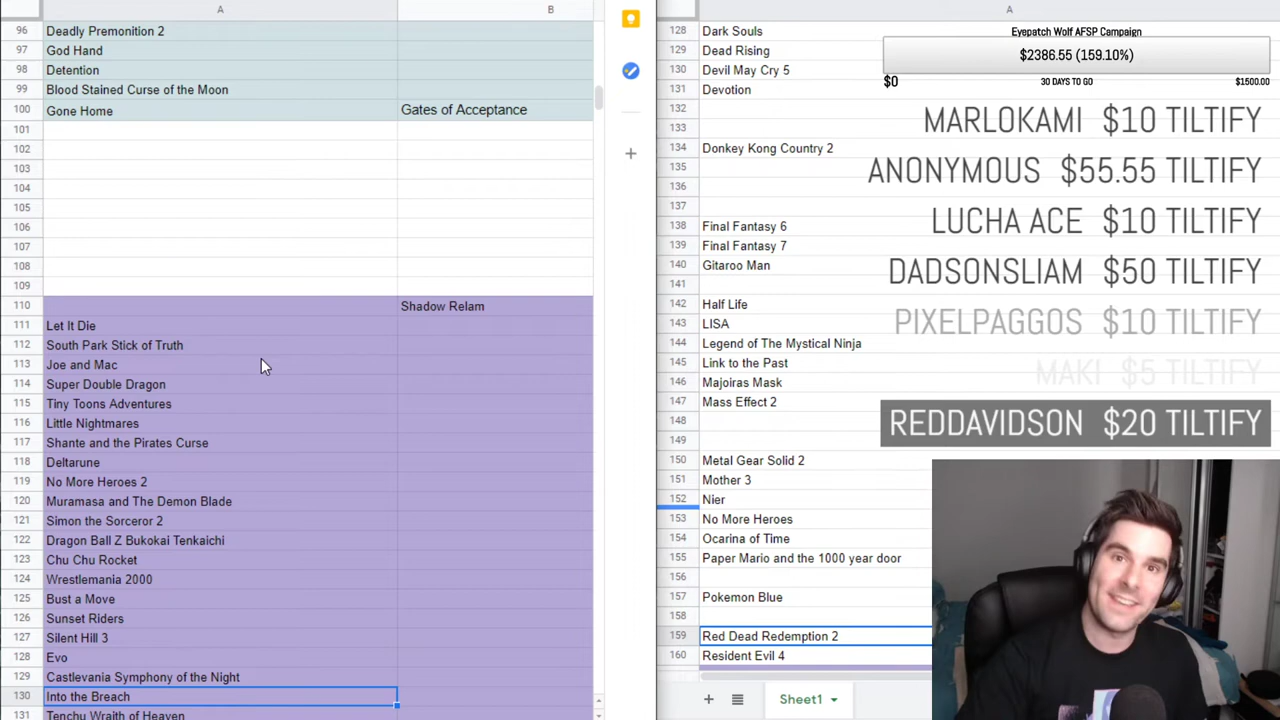 A
B
96 Deadly Premonition 2
97 God Hand
98 Detention
99 Blood Stained Curse of the Moon
100 Gone Home Gates of Acceptance
101
102
103
104
105
106
107
108
109
110 Shadow Relam
111 Let It Die
112 South Park Stick of Truth
113 Joe and Mac
114 Super Double Dragon
115 Tiny Toons Adventures
116 Little Nightmares
117 Shante and the Pirates Curse
118 Deltarune
119 No More Heroes 2
120 Muramasa and The Demon Blade
121 Simon the Sorcerer 2
122 Dragon Ball Z Bukokai Tenkaichi
123 Chu Chu Rocket
124 Wrestlemania 2000
125 Bust a Move
126 Sunset Riders
127 Silent Hill 3
128 Evo
129 Castlevania Symphony of the Night
130 Into the Breach
131 Tenchu Wraith of Heaven
A
128 Dark Souls
129 Dead Rising
130 Devil May Cry 5
131 Devotion
132
133
134 Donkey Kong Country 2
135
136
137
138 Final Fantasy 6
139 Final Fantasy 7
140 Gitaroo Man
141
142 Half Life
143 LISA
144 Legend of The Mystical Ninja
145 Link to the Past
146 Majoiras Mask
147 Mass Effect 2
148
149
150 Metal Gear Solid 2
151 Mother 3
152 Nier
153 No More Heroes
154 Ocarina of Time
155 Paper Mario and the 1000 year door
156
157 Pokemon Blue
158
159 Red Dead Redemption 2
160 Resident Evil 4
Sheet1
Eyepatch Wolf AFSP Campaign
$2386.55 (159.10%)
$0 30 DAYS TO GO $1500.00
MARLOKAMI $10 TILTIFY
ANONYMOUS $55.55 TILTIFY
LUCHA ACE $10 TILTIFY
DADSONSLIAM $50 TILTIFY
PIXELPAGGOS $10 TILTIFY
MAKI $5 TILTIFY
REDDAVIDSON $20 TILTIFY